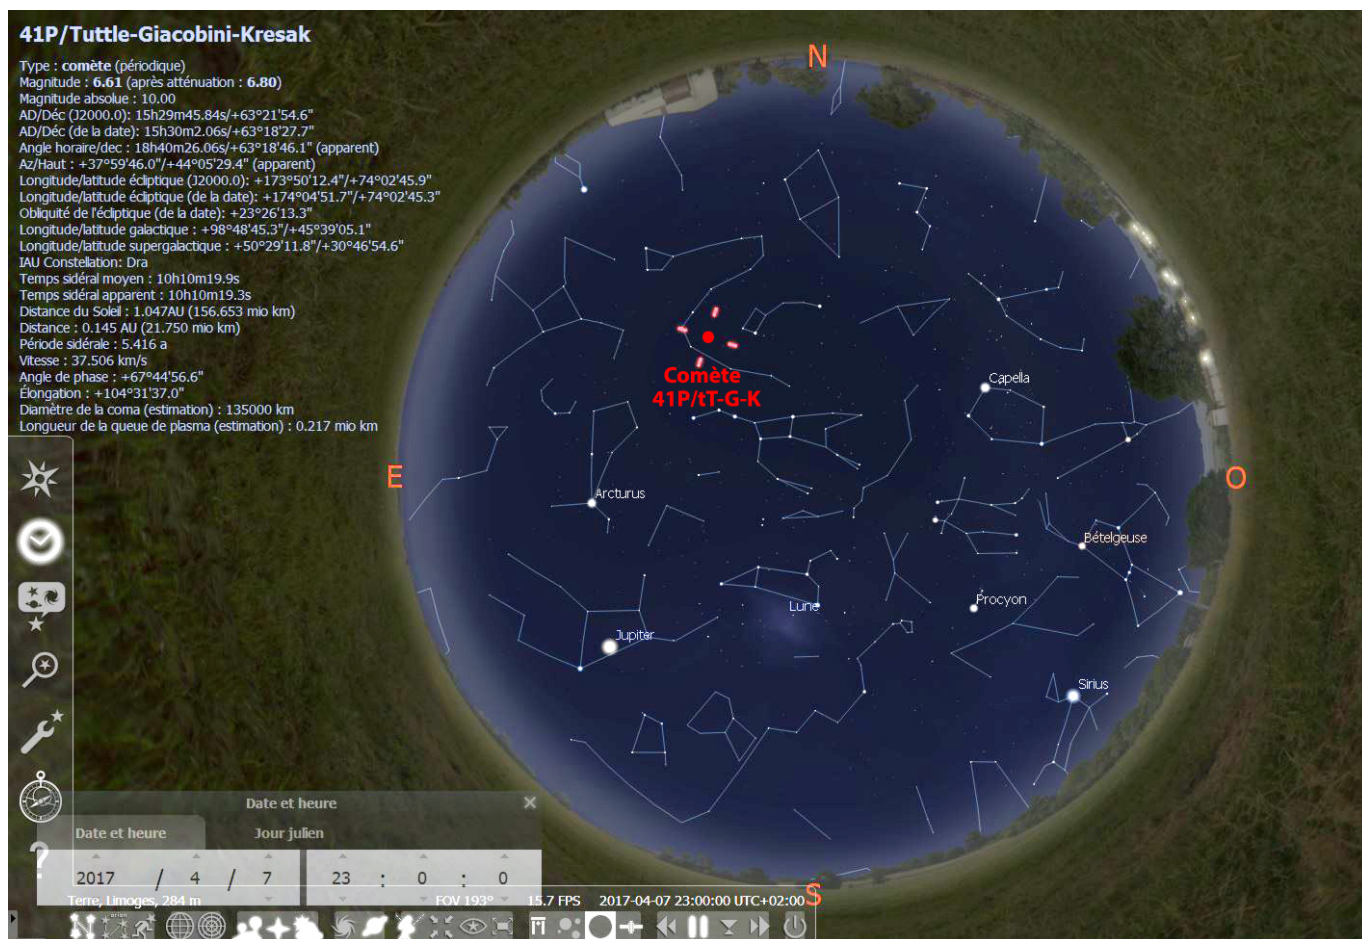 41P/Tuttle-Giacobini-Kresak
Type : comète (périodique)
Magnitude : 6.61 (après atténuation : 6.80)
Magnitude absolue : 10.00
AD/Déc (J2000.0): 15h29m45.84s/+63°21'54.6"
AD/Déc (de la date): 15h30m2.06s/+63°18'27.7"
Angle horaire/dec : 18h40m26.06s/+63°18'46.1" (apparent)
Az/Haut : +37°59'46.0"/+44°05'29.4" (apparent)
Longitude/latitude écliptique (J2000.0): +173°50'12.4"/+74°02'45.9"
Longitude/latitude écliptique (de la date): +174°04'51.7"/+74°02'45.3"
Obliquité de l'écliptique (de la date): +23°26'13.3"
Longitude/latitude galactique : +98°48'45.3"/+45°39'05.1"
Longitude/latitude supergalactique : +50°29'11.8"/+30°46'54.6"
IAU Constellation: Dra
Temps sidéral moyen : 10h10m19.9s
Temps sidéral apparent : 10h10m19.3s
Distance du Soleil : 1.047AU (156.653 mio km)
Distance : 0.145 AU (21.750 mio km)
Période sidérale : 5.416 a
Vitesse : 37.506 km/s
Angle de phase : +67°44'56.6"
Élongation : +104°31'37.0"
Diamètre de la coma (estimation) : 135000 km
Longueur de la queue de plasma (estimation) : 0.217 mio km
N
Comète
41P/tT-G-K
Capella
E
O
Arcturus
Bételgeuse
Lune
Procyon
Jupiter
Sirius
Date et heure
Date et heure Jour julien
2017 / 4 / 7 23 : 0 : 0
S
Terre, Limoges, 284 m FOV 193° 15.7 FPS 2017-04-07 23:00:00 UTC+02:00